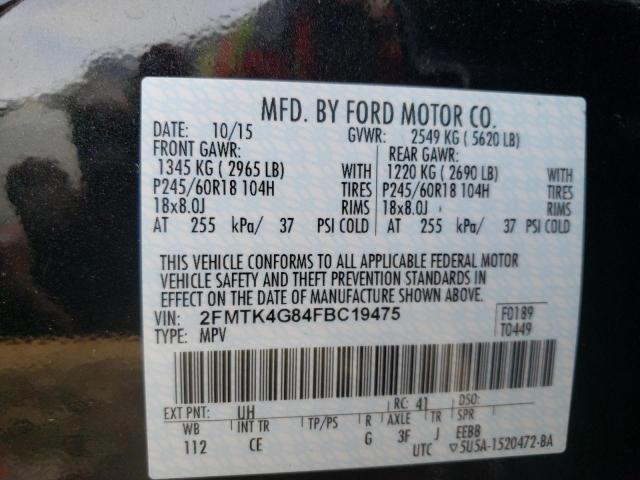 MFD. BY FORD MOTOR CO.
DATE: 10/15 GVWR: 2549 KG ( 5620 LB)
FRONT GAWR: REAR GAWR:
1345 KG ( 2965 LB) WITH 1220 KG ( 2690 LB) WITH
P245/60R18 104H TIRES P245/60R18 104H TIRES
18x8.0J RIMS 18x8.0J RIMS
AT 255 kPa/ 37 PSI COLD AT 255 kPa/ 37 PSI COLD
THIS VEHICLE CONFORMS TO ALL APPLICABLE FEDERAL MOTOR
VEHICLE SAFETY AND THEFT PREVENTION STANDARDS IN
EFFECT ON THE DATE OF MANUFACTURE SHOWN ABOVE.
VIN: 2FMTK4G84FBC19475 F0189
TYPE: MPV T0449
EXT PNT: UH RC: 41 DSO:
WB INT TR TP/PS R AXLE TR SPR
112 CE G 3F J EEBB
UTC ▽5U5A-1520472-BA